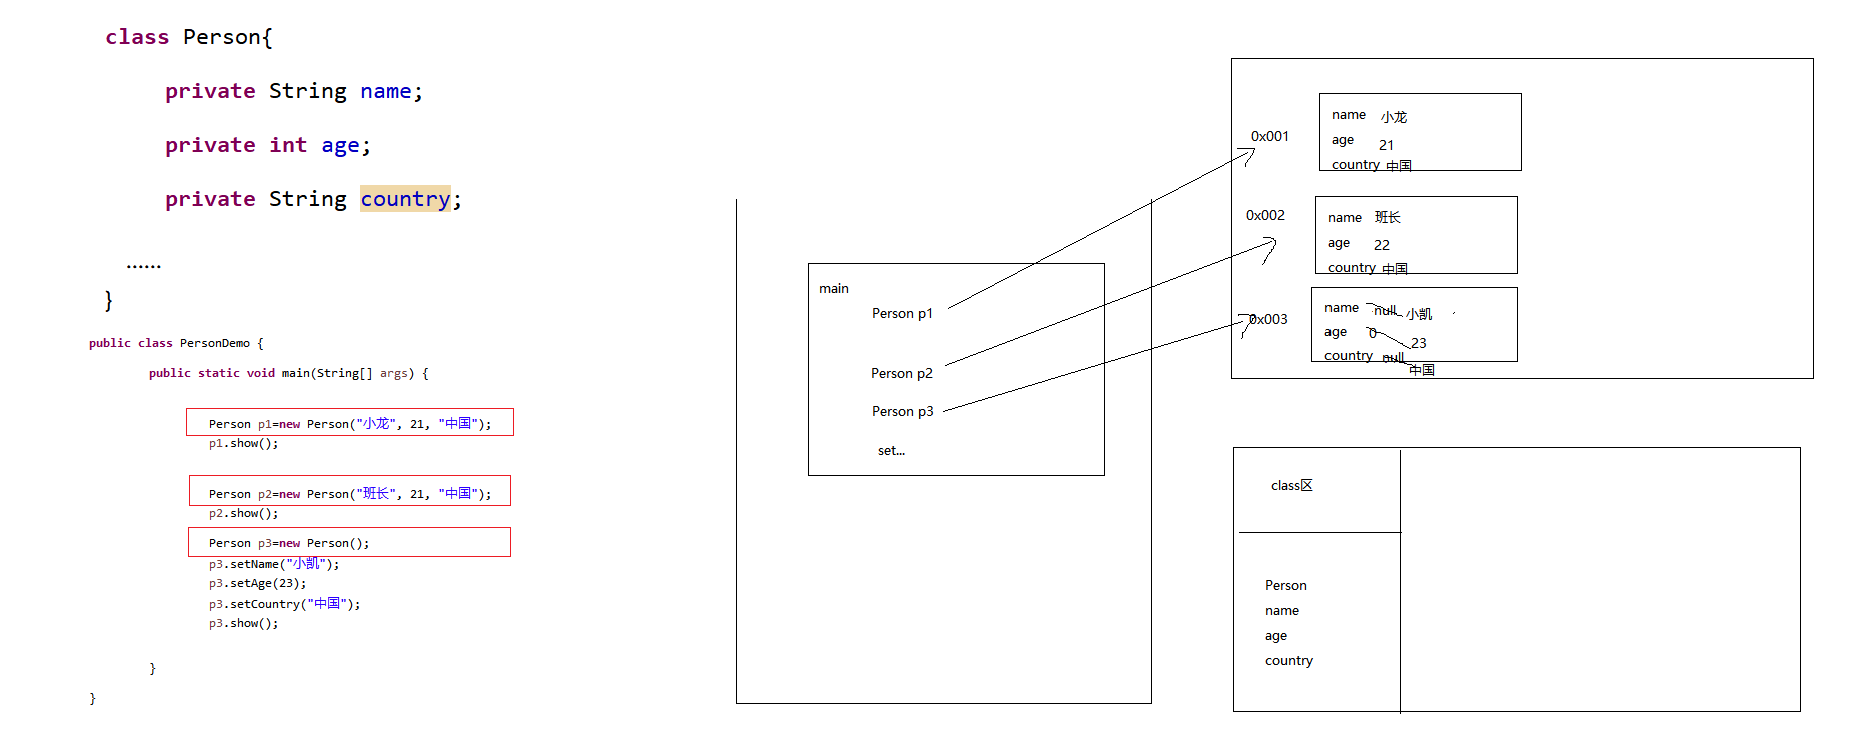 class Person{
private String name;
private int age;
private String country;
......
}
public class PersonDemo {
public static void main(String[] args) {
Person p1=new Person("小龙", 21, "中国");
p1.show();
Person p2=new Person("班长", 21, "中国");
p2.show();
Person p3=new Person();
p3.setName("小凯");
p3.setAge(23);
p3.setCountry("中国");
p3.show();
}
}
main
Person p1
Person p2
Person p3
set...
0x001
name 小龙
age 21
country 中国
0x002
name 班长
age 22
country 中国
0x003
name null 小凯
age 0 23
country null 中国
class区
Person
name
age
country